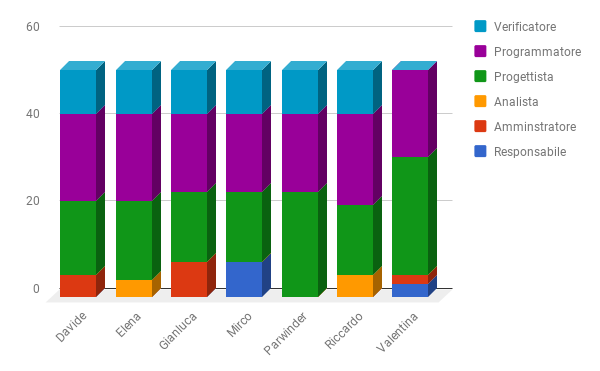 60
40
20
0
Davide
Elena
Gianluca
Mirco
Parwinder
Riccardo
Valentina
Verificatore
Programmatore
Progettista
Analista
Amminstratore
Responsabile